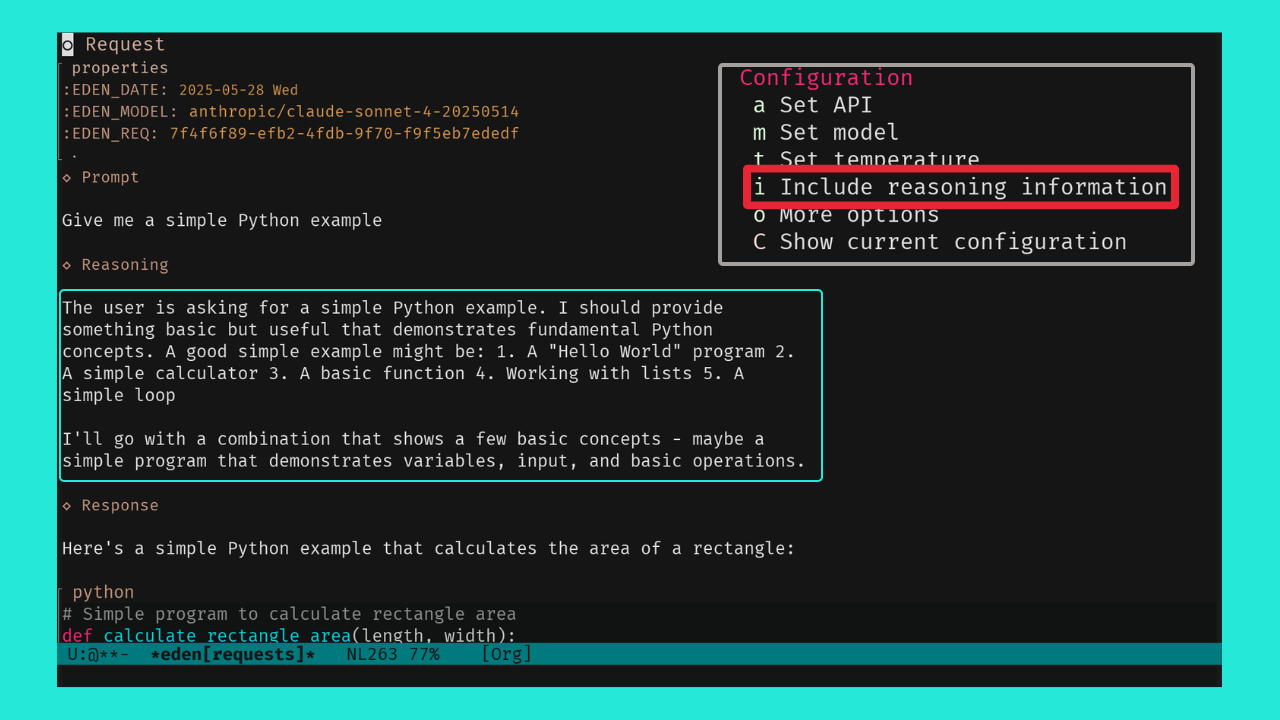 Request
properties
:EDEN_DATE: 2025-05-28 Wed
:EDEN_MODEL: anthropic/claude-sonnet-4-20250514
:EDEN_REQ: 7f4f6f89-efb2-4fdb-9f70-f9f5eb7ededf
.
⋄ Prompt
Give me a simple Python example
⋄ Reasoning
The user is asking for a simple Python example. I should provide
something basic but useful that demonstrates fundamental Python
concepts. A good simple example might be: 1. A "Hello World" program 2.
A simple calculator 3. A basic function 4. Working with lists 5. A
simple loop
I'll go with a combination that shows a few basic concepts - maybe a
simple program that demonstrates variables, input, and basic operations.
⋄ Response
Here's a simple Python example that calculates the area of a rectangle:
python
# Simple program to calculate rectangle area
def calculate_rectangle_area(length, width):
U:@**- *eden[requests]* NL263 77% [Org]
Configuration
a Set API
m Set model
t Set temperature
i Include reasoning information
o More options
C Show current configuration